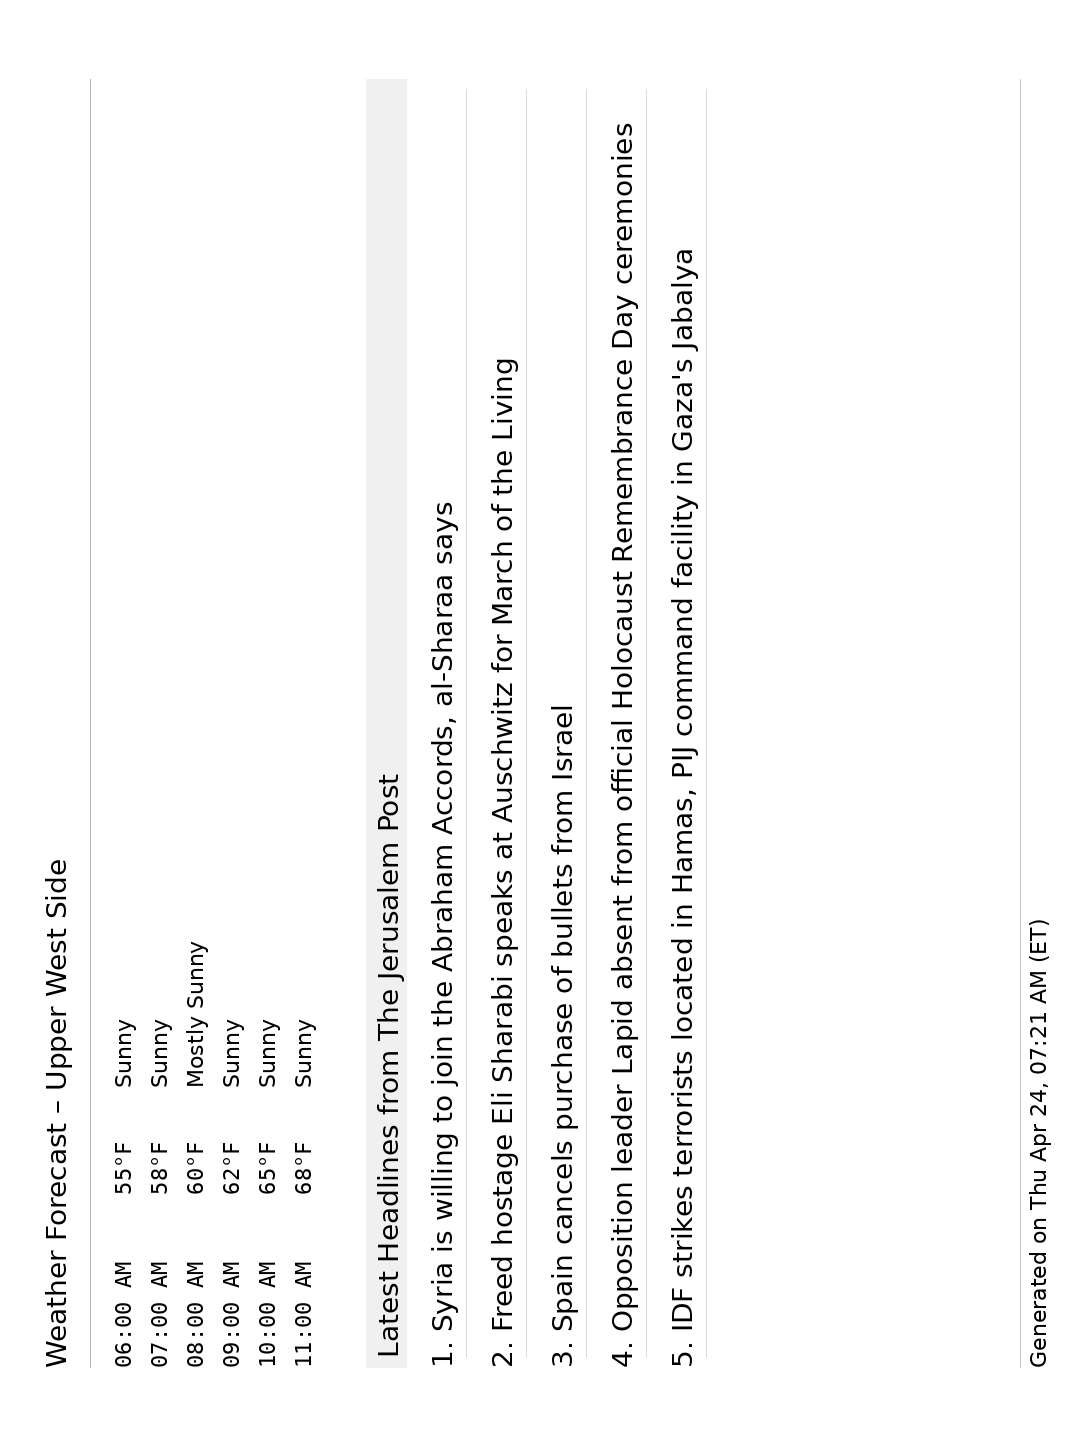 Weather Forecast – Upper West Side
06:00 AM 55°F Sunny
07:00 AM 58°F Sunny
08:00 AM 60°F Mostly Sunny
09:00 AM 62°F Sunny
10:00 AM 65°F Sunny
11:00 AM 68°F Sunny
Latest Headlines from The Jerusalem Post
1. Syria is willing to join the Abraham Accords, al-Sharaa says
2. Freed hostage Eli Sharabi speaks at Auschwitz for March of the Living
3. Spain cancels purchase of bullets from Israel
4. Opposition leader Lapid absent from official Holocaust Remembrance Day ceremonies
5. IDF strikes terrorists located in Hamas, PIJ command facility in Gaza's Jabalya
Generated on Thu Apr 24, 07:21 AM (ET)